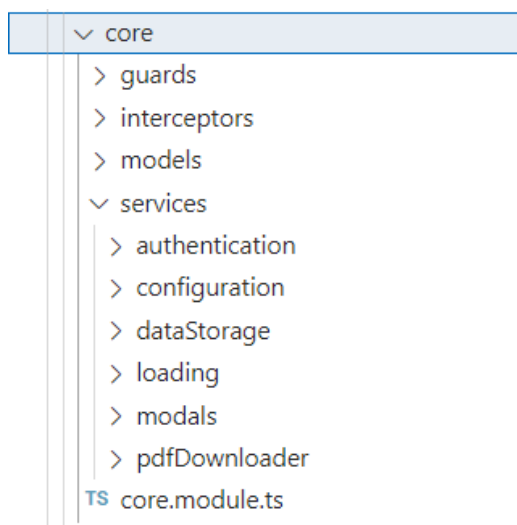 core
guards
interceptors
models
services
authentication
configuration
dataStorage
loading
modals
pdfDownloader
TS core.module.ts